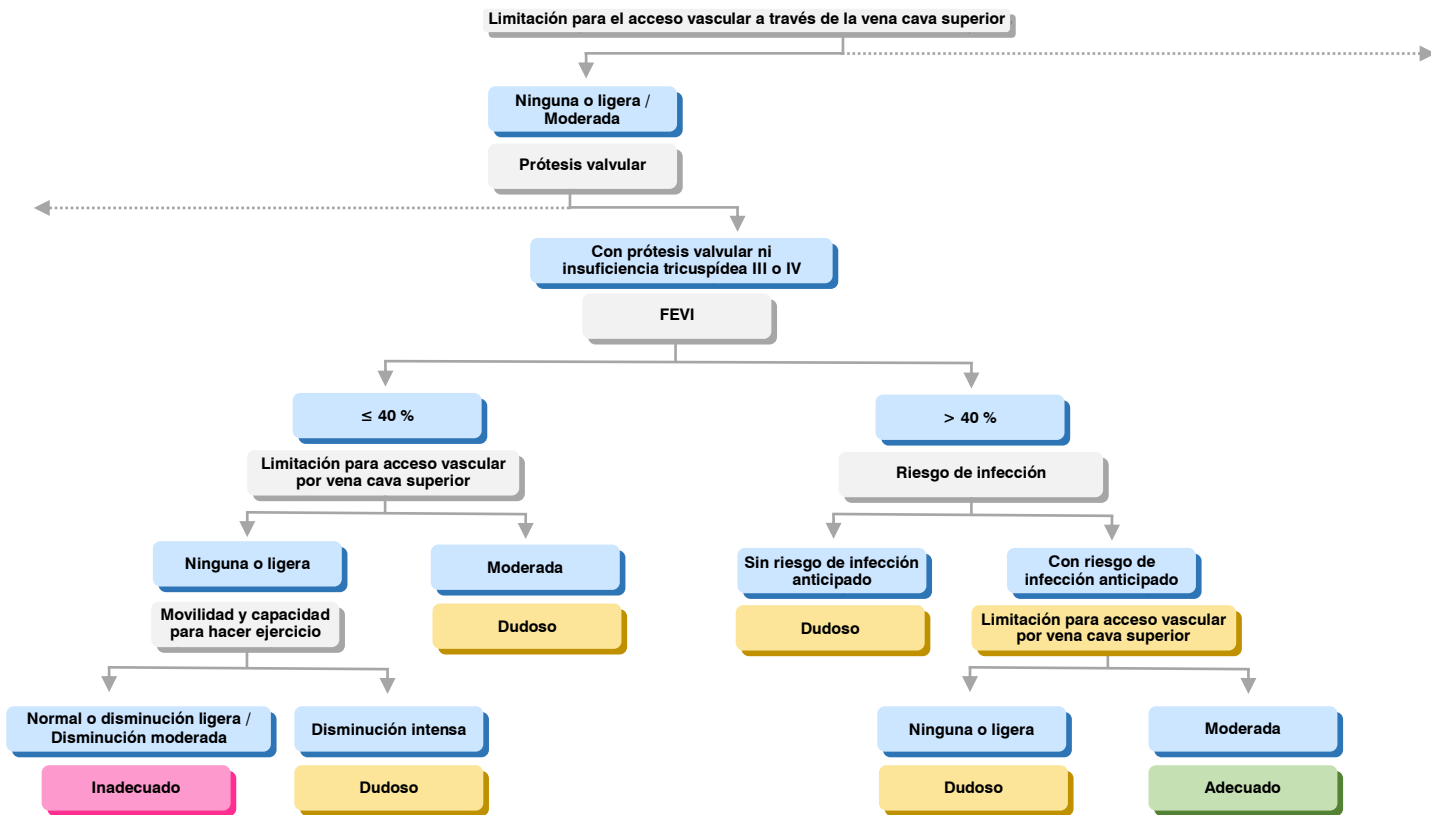 Limitación para el acceso vascular a través de la vena cava superior
Ninguna o ligera /
Moderada
Prótesis valvular
Con prótesis valvular ni
insuficiencia tricuspídea III o IV
FEVI
≤ 40 %
> 40 %
Limitación para acceso vascular
por vena cava superior
Riesgo de infección
Ninguna o ligera
Moderada
Sin riesgo de infección
anticipado
Con riesgo de
infección anticipado
Movilidad y capacidad
para hacer ejercicio
Dudoso
Dudoso
Limitación para acceso vascular
por vena cava superior
Normal o disminución ligera /
Disminución moderada
Disminución intensa
Ninguna o ligera
Moderada
Inadecuado
Dudoso
Dudoso
Adecuado